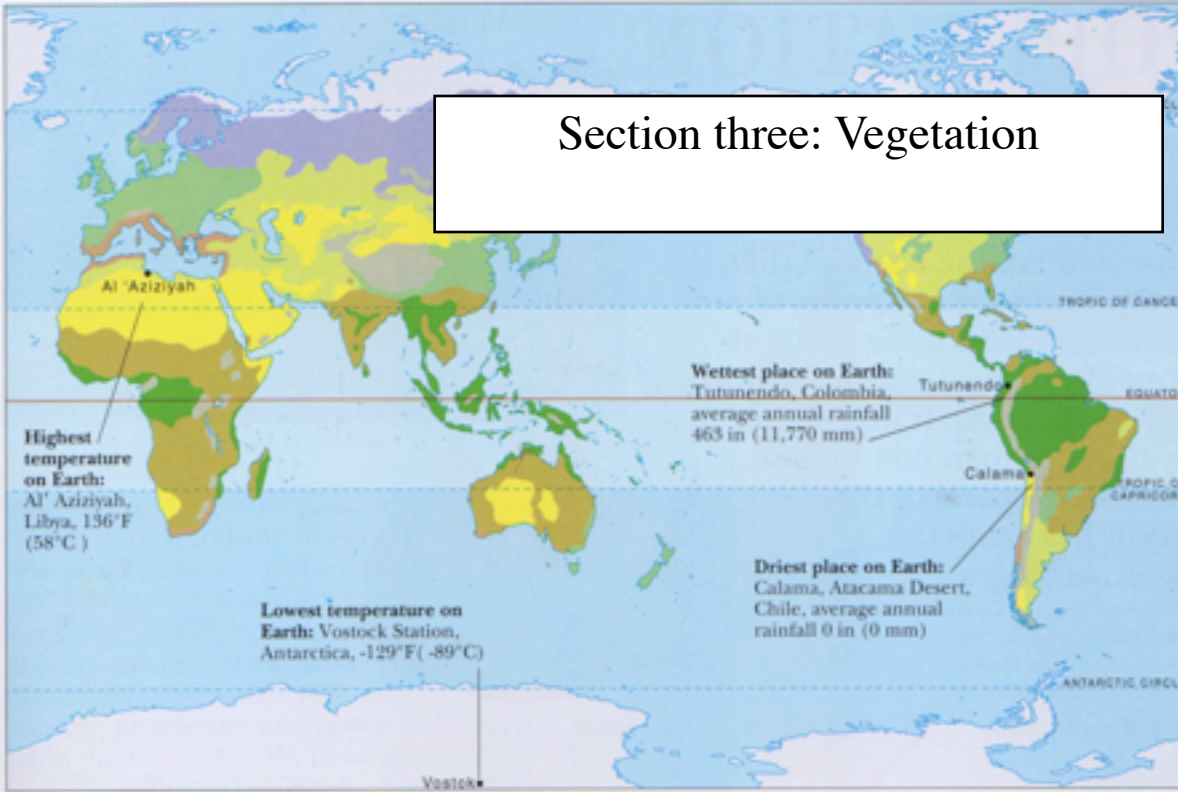 Section three: Vegetation
Al 'Aziziyah
TROPIC OF CANCE
Wettest place on Earth:
Tutunendo, Colombia,
average annual rainfall
463 in (11,770 mm)
Tutunendo
EQUATO
Highest
temperature
on Earth:
Al' Aziziyah,
Libya, 136°F
(58°C )
Calama
TROPIC O
CAPRICOR
Driest place on Earth:
Calama, Atacama Desert,
Chile, average annual
rainfall 0 in (0 mm)
Lowest temperature on
Earth: Vostock Station,
Antarctica, -129°F( -89°C)
ANTARCTIC CIRCL
Vostok